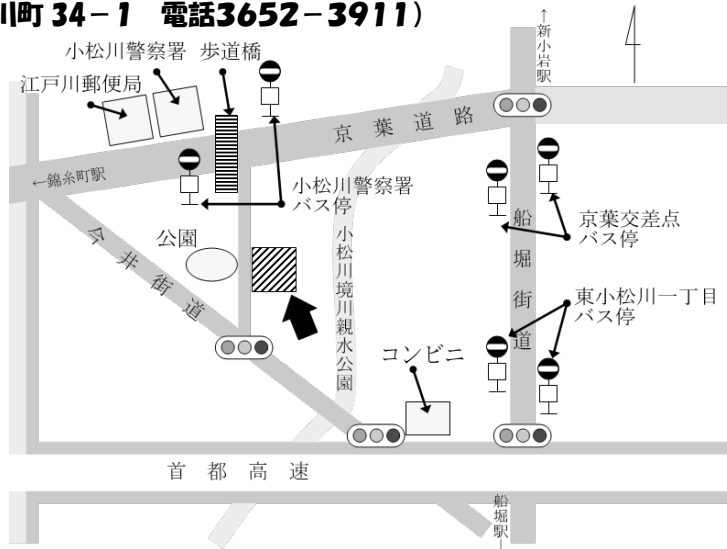 川町 34－1　電話3652－3911）
↑新小岩駅
小松川警察署
歩道橋
江戸川郵便局
京葉道路
←錦糸町駅
小松川警察署
バス停
京葉交差点
バス停
船堀街道
今井街道
公園
小松川境川親水公園
東小松川一丁目
バス停
コンビニ
首都高速
船堀駅→